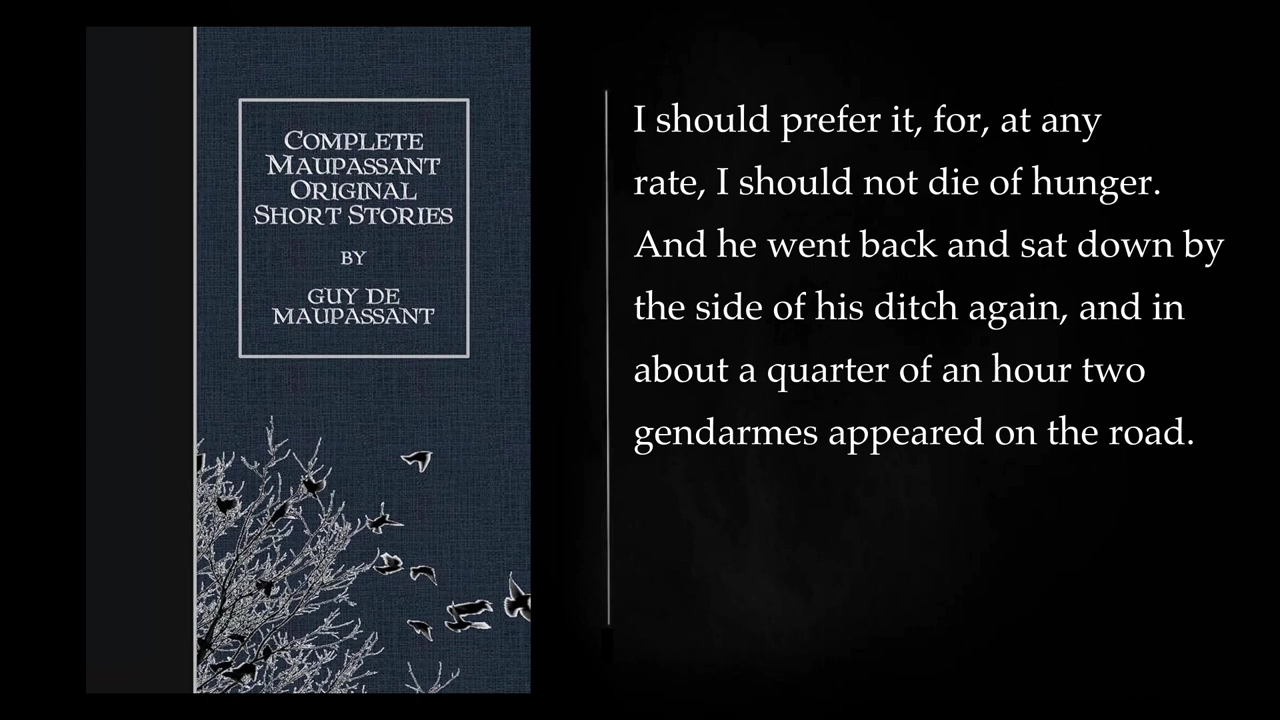 COMPLETE
MAUPASSANT
ORIGINAL
SHORT STORIES
BY
GUY DE
MAUPASSANT
I should prefer it, for, at any
rate, I should not die of hunger.
And he went back and sat down by
the side of his ditch again, and in
about a quarter of an hour two
gendarmes appeared on the road.